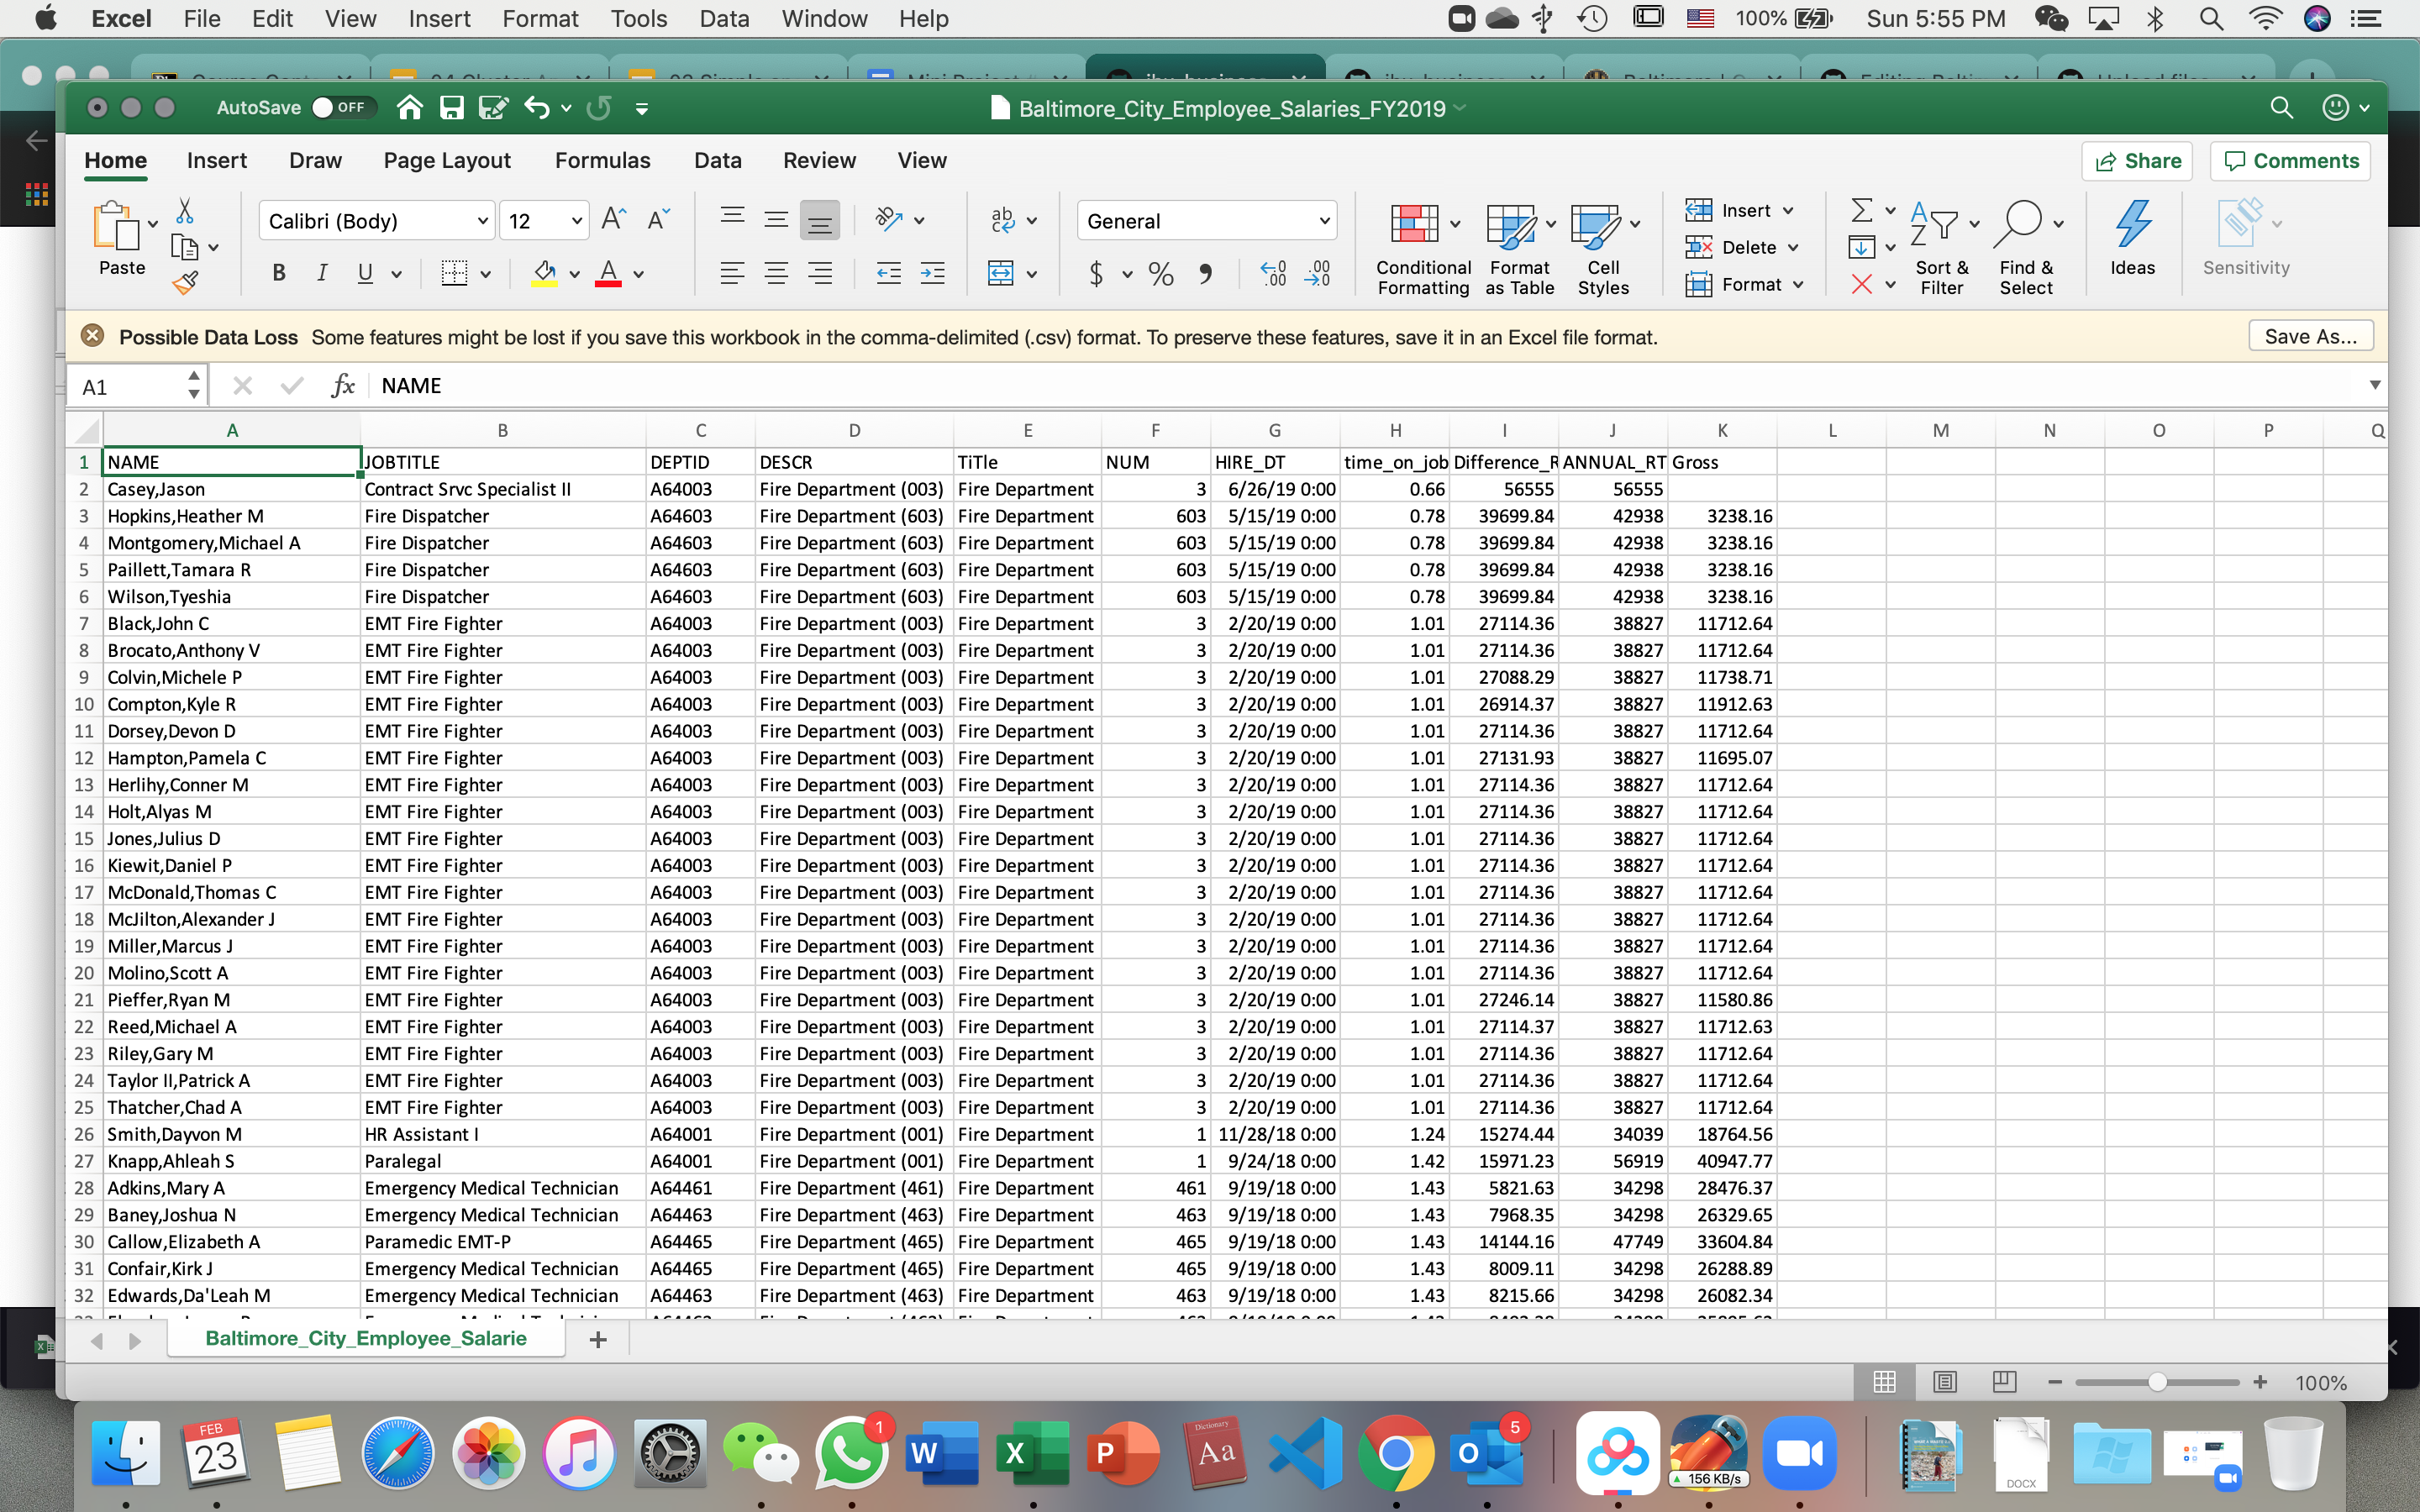 Excel File Edit View Insert Format Tools Data Window Help 100% Sun 5:55 PM
AutoSave OFF Baltimore_City_Employee_Salaries_FY2019
Home Insert Draw Page Layout Formulas Data Review View Share Comments
Calibri (Body) 12 General Insert
Delete
Paste B I U $ % Conditional Formatting Format as Table Cell Styles Format Sort & Filter Find & Select Ideas Sensitivity
Possible Data Loss Some features might be lost if you save this workbook in the comma-delimited (.csv) format. To preserve these features, save it in an Excel file format. Save As...
A1 fx NAME
A B C D E F G H I J K L M N O P Q
1 NAME JOBTITLE DEPTID DESCR TiTle NUM HIRE_DT time_on_job Difference_R ANNUAL_RT Gross
2 Casey,Jason Contract Srvc Specialist II A64003 Fire Department (003) Fire Department 3 6/26/19 0:00 0.66 56555 56555
3 Hopkins,Heather M Fire Dispatcher A64603 Fire Department (603) Fire Department 603 5/15/19 0:00 0.78 39699.84 42938 3238.16
4 Montgomery,Michael A Fire Dispatcher A64603 Fire Department (603) Fire Department 603 5/15/19 0:00 0.78 39699.84 42938 3238.16
5 Paillett,Tamara R Fire Dispatcher A64603 Fire Department (603) Fire Department 603 5/15/19 0:00 0.78 39699.84 42938 3238.16
6 Wilson,Tyeshia Fire Dispatcher A64603 Fire Department (603) Fire Department 603 5/15/19 0:00 0.78 39699.84 42938 3238.16
7 Black,John C EMT Fire Fighter A64003 Fire Department (003) Fire Department 3 2/20/19 0:00 1.01 27114.36 38827 11712.64
8 Brocato,Anthony V EMT Fire Fighter A64003 Fire Department (003) Fire Department 3 2/20/19 0:00 1.01 27114.36 38827 11712.64
9 Colvin,Michele P EMT Fire Fighter A64003 Fire Department (003) Fire Department 3 2/20/19 0:00 1.01 27088.29 38827 11738.71
10 Compton,Kyle R EMT Fire Fighter A64003 Fire Department (003) Fire Department 3 2/20/19 0:00 1.01 26914.37 38827 11912.63
11 Dorsey,Devon D EMT Fire Fighter A64003 Fire Department (003) Fire Department 3 2/20/19 0:00 1.01 27114.36 38827 11712.64
12 Hampton,Pamela C EMT Fire Fighter A64003 Fire Department (003) Fire Department 3 2/20/19 0:00 1.01 27131.93 38827 11695.07
13 Herlihy,Conner M EMT Fire Fighter A64003 Fire Department (003) Fire Department 3 2/20/19 0:00 1.01 27114.36 38827 11712.64
14 Holt,Alyas M EMT Fire Fighter A64003 Fire Department (003) Fire Department 3 2/20/19 0:00 1.01 27114.36 38827 11712.64
15 Jones,Julius D EMT Fire Fighter A64003 Fire Department (003) Fire Department 3 2/20/19 0:00 1.01 27114.36 38827 11712.64
16 Kiewit,Daniel P EMT Fire Fighter A64003 Fire Department (003) Fire Department 3 2/20/19 0:00 1.01 27114.36 38827 11712.64
17 McDonald,Thomas C EMT Fire Fighter A64003 Fire Department (003) Fire Department 3 2/20/19 0:00 1.01 27114.36 38827 11712.64
18 McJilton,Alexander J EMT Fire Fighter A64003 Fire Department (003) Fire Department 3 2/20/19 0:00 1.01 27114.36 38827 11712.64
19 Miller,Marcus J EMT Fire Fighter A64003 Fire Department (003) Fire Department 3 2/20/19 0:00 1.01 27114.36 38827 11712.64
20 Molino,Scott A EMT Fire Fighter A64003 Fire Department (003) Fire Department 3 2/20/19 0:00 1.01 27114.36 38827 11712.64
21 Pieffer,Ryan M EMT Fire Fighter A64003 Fire Department (003) Fire Department 3 2/20/19 0:00 1.01 27246.14 38827 11580.86
22 Reed,Michael A EMT Fire Fighter A64003 Fire Department (003) Fire Department 3 2/20/19 0:00 1.01 27114.37 38827 11712.63
23 Riley,Gary M EMT Fire Fighter A64003 Fire Department (003) Fire Department 3 2/20/19 0:00 1.01 27114.36 38827 11712.64
24 Taylor II,Patrick A EMT Fire Fighter A64003 Fire Department (003) Fire Department 3 2/20/19 0:00 1.01 27114.36 38827 11712.64
25 Thatcher,Chad A EMT Fire Fighter A64003 Fire Department (003) Fire Department 3 2/20/19 0:00 1.01 27114.36 38827 11712.64
26 Smith,Dayvon M HR Assistant I A64001 Fire Department (001) Fire Department 1 11/28/18 0:00 1.24 15274.44 34039 18764.56
27 Knapp,Ahleah S Paralegal A64001 Fire Department (001) Fire Department 1 9/24/18 0:00 1.42 15971.23 56919 40947.77
28 Adkins,Mary A Emergency Medical Technician A64461 Fire Department (461) Fire Department 461 9/19/18 0:00 1.43 5821.63 34298 28476.37
29 Baney,Joshua N Emergency Medical Technician A64463 Fire Department (463) Fire Department 463 9/19/18 0:00 1.43 7968.35 34298 26329.65
30 Callow,Elizabeth A Paramedic EMT-P A64465 Fire Department (465) Fire Department 465 9/19/18 0:00 1.43 14144.16 47749 33604.84
31 Confair,Kirk J Emergency Medical Technician A64465 Fire Department (465) Fire Department 465 9/19/18 0:00 1.43 8009.11 34298 26288.89
32 Edwards,Da'Leah M Emergency Medical Technician A64463 Fire Department (463) Fire Department 463 9/19/18 0:00 1.43 8215.66 34298 26082.34
Baltimore_City_Employee_Salarie
100%
FEB 23 1 W X P Dictionary Aa O 5 156 KB/s DOCX